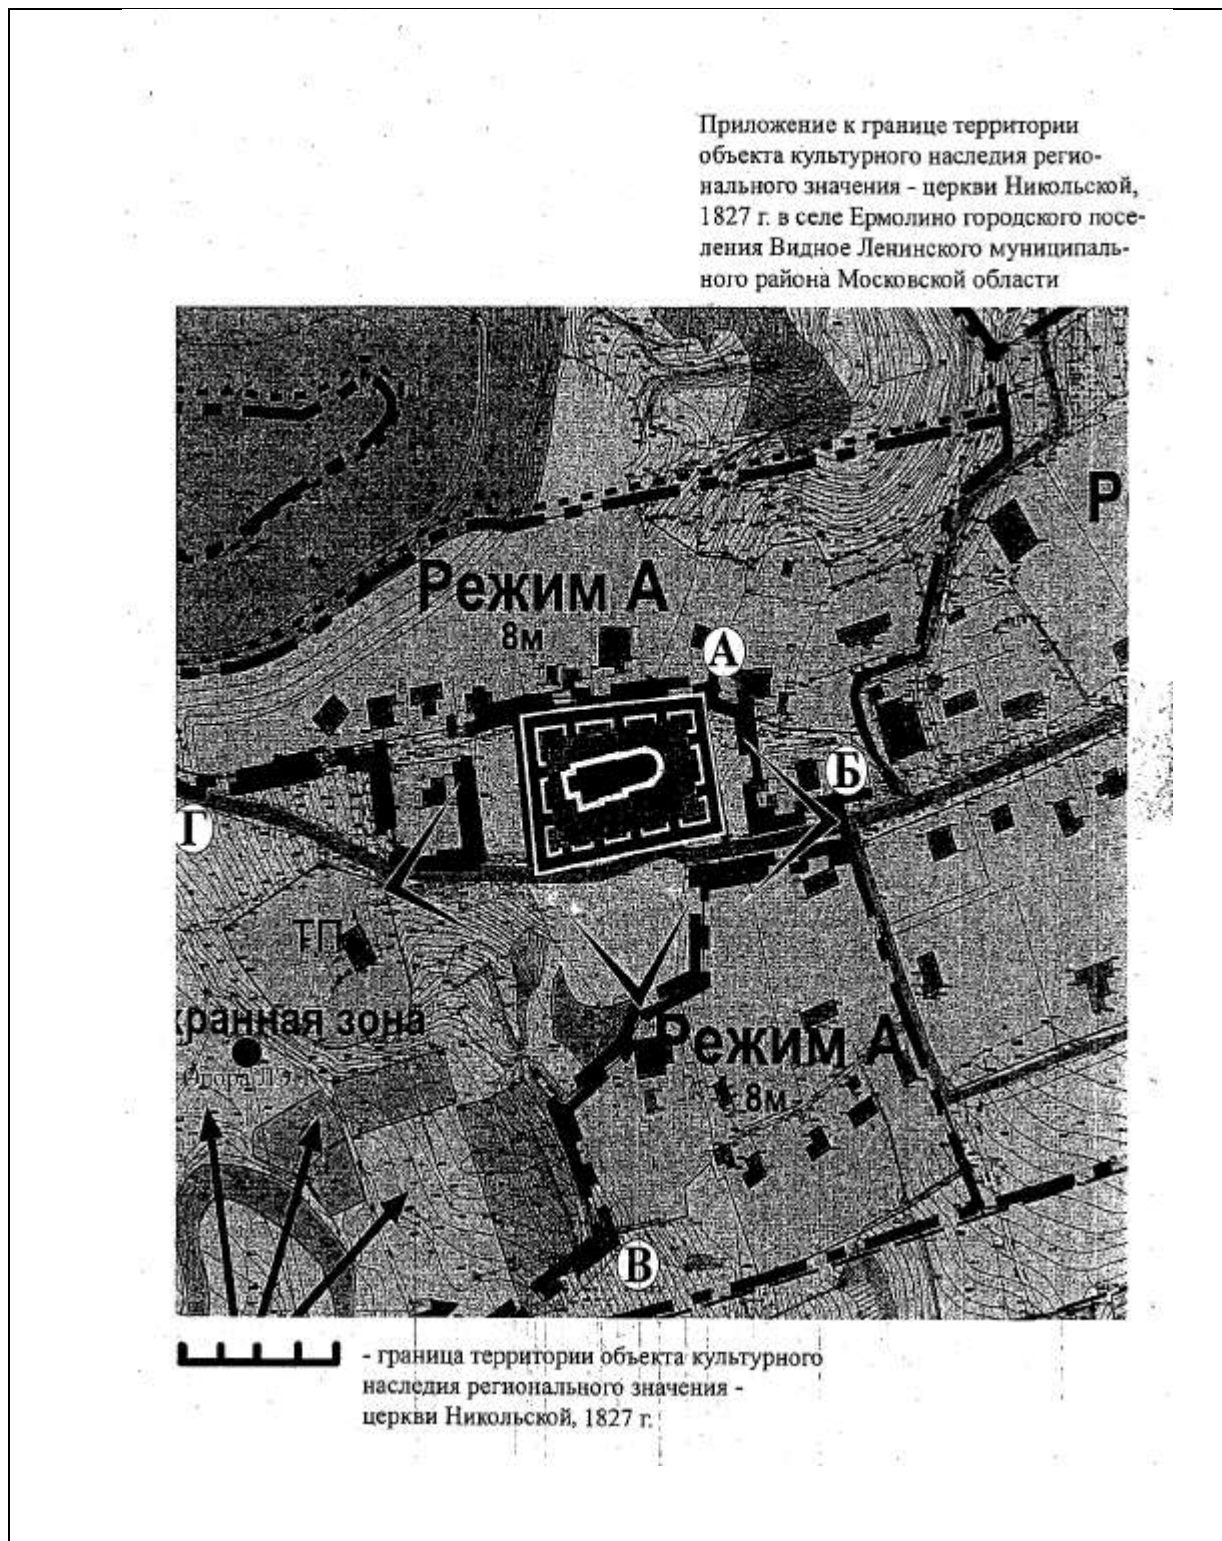 Приложение к границе территории
объекта культурного наследия регио-
нального значения - церкви Никольской,
1827 г. в селе Ермолино городского посе-
ления Видное Ленинского муниципаль-
ного района Московской области
Р
Режим А
8м
А
Б
Г
ТП
хранная зона
Режим А
8м
В
- граница территории объекта культурного
наследия регионального значения -
церкви Никольской, 1827 г.